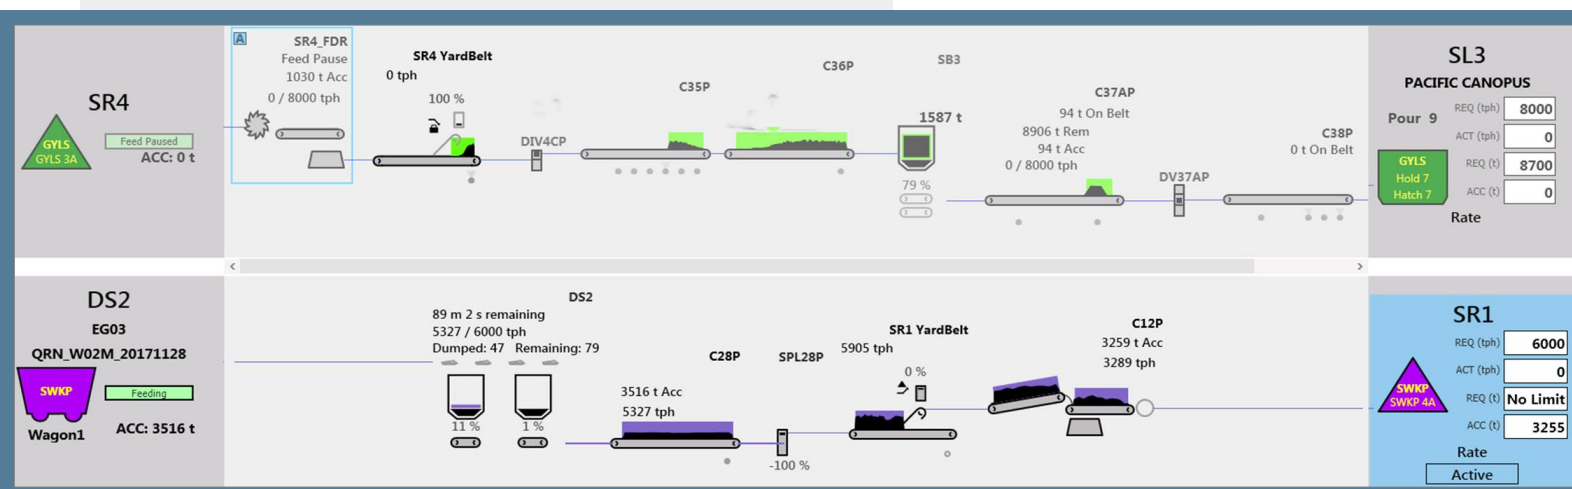 SR4
GYLS
GYLS 3A
Feed Paused
ACC: 0 t
A
SR4_FDR
Feed Pause
1030 t Acc
0 / 8000 tph
SR4 YardBelt
0 tph
100 %
DIV4CP
C35P
C36P
SB3
1587 t
79 %
C37AP
94 t On Belt
8906 t Rem
94 t Acc
0 / 8000 tph
DV37AP
C38P
0 t On Belt
SL3
PACIFIC CANOPUS
Pour 9
GYLS
Hold 7
Hatch 7
REQ (tph) 8000
ACT (tph) 0
REQ (t) 8700
ACC (t) 0
Rate
DS2
EG03
QRN_W02M_20171128
SWKP
Feeding
Wagon1
ACC: 3516 t
DS2
89 m 2 s remaining
5327 / 6000 tph
Dumped: 47 Remaining: 79
11 %
1 %
C28P
3516 t Acc
5327 tph
SPL28P
-100 %
SR1 YardBelt
5905 tph
0 %
C12P
3259 t Acc
3289 tph
SR1
SWKP
SWKP 4A
REQ (tph) 6000
ACT (tph) 0
REQ (t) No Limit
ACC (t) 3255
Rate
Active